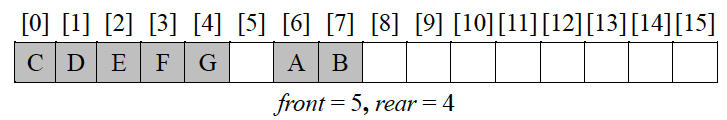 [0] [1] [2] [3] [4] [5] [6] [7] [8] [9] [10] [11] [12] [13] [14] [15]
C D E F G A B
front = 5, rear = 4